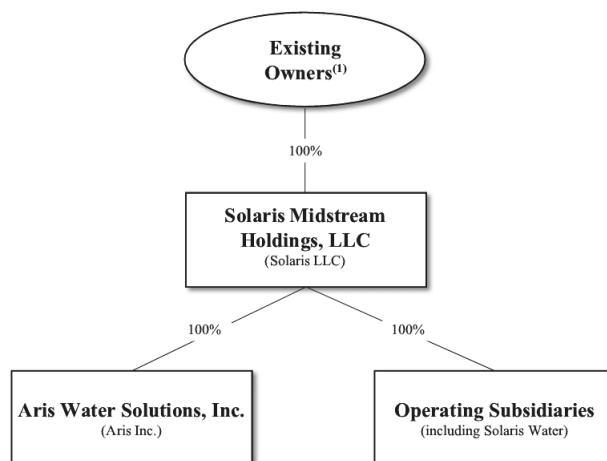 Existing
Owners(1)
100%
Solaris Midstream
Holdings, LLC
(Solaris LLC)
100%
100%
Aris Water Solutions, Inc.
(Aris Inc.)
Operating Subsidiaries
(including Solaris Water)